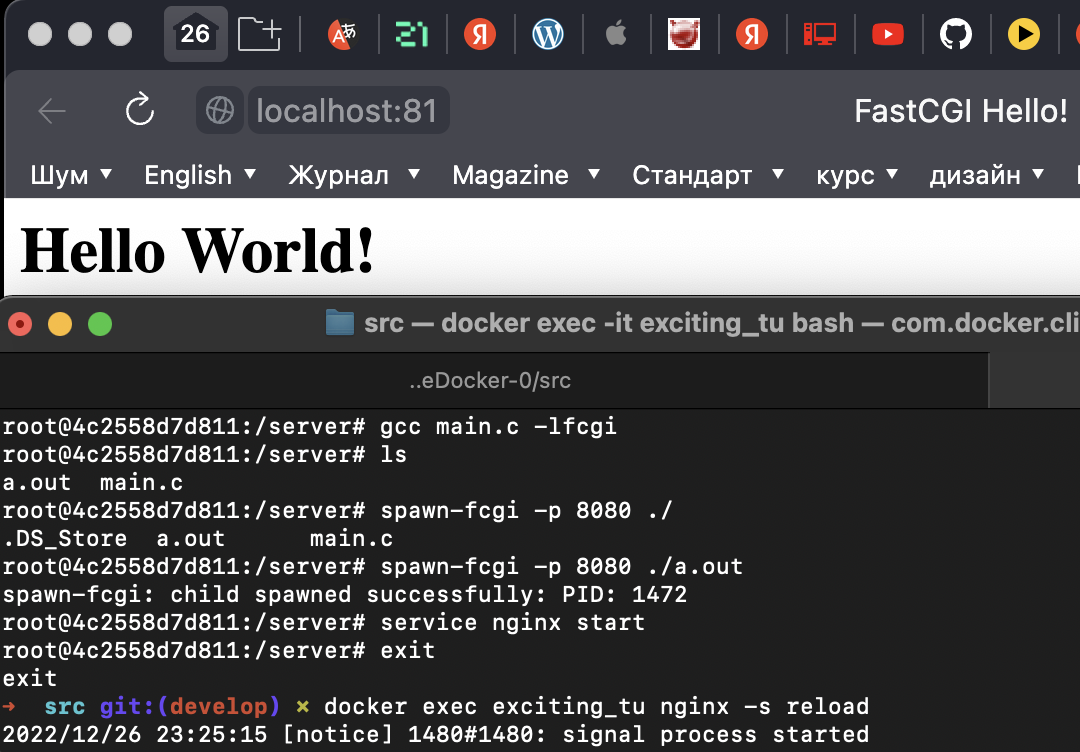 26
あ
あ
21
Я
Я
localhost:81
FastCGI Hello!
Шум ▼ English ▼ Журнал ▼ Magazine ▼ Стандарт ▼ курс ▼ дизайн ▼
Hello World!
src — docker exec -it exciting_tu bash — com.docker.cli
..eDocker-0/src
root@4c2558d7d811:/server# gcc main.c -lfcgi
root@4c2558d7d811:/server# ls
a.out  main.c
root@4c2558d7d811:/server# spawn-fcgi -p 8080 ./
.DS_Store  a.out      main.c
root@4c2558d7d811:/server# spawn-fcgi -p 8080 ./a.out
spawn-fcgi: child spawned successfully: PID: 1472
root@4c2558d7d811:/server# service nginx start
root@4c2558d7d811:/server# exit
exit
➜  src git:(develop) ✗ docker exec exciting_tu nginx -s reload
2022/12/26 23:25:15 [notice] 1480#1480: signal process started